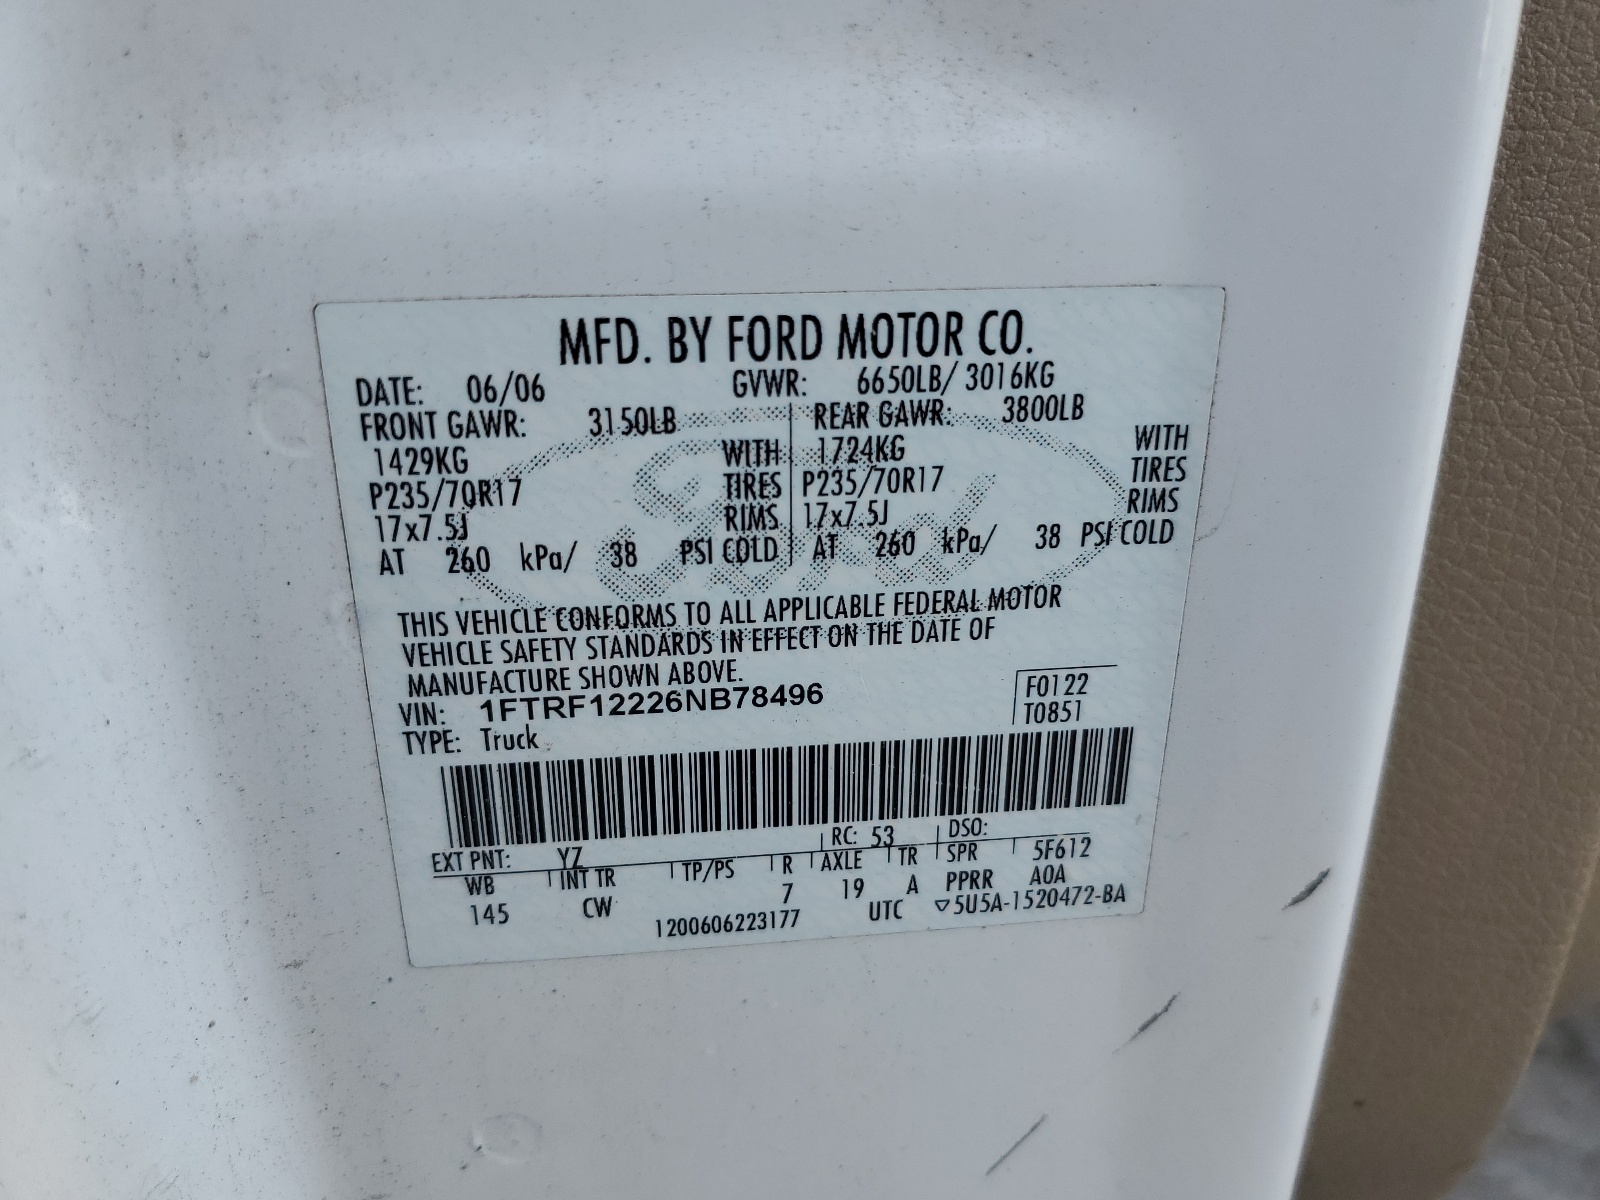 MFD. BY FORD MOTOR CO.
DATE: 06/06 GVWR: 6650LB/ 3016KG
FRONT GAWR: 3150LB REAR GAWR: 3800LB
1429KG WITH 1724KG WITH
P235/70R17 TIRES P235/70R17 TIRES
17x7.5J RIMS 17x7.5J RIMS
AT 260 kPa/ 38 PSI COLD AT 260 kPa/ 38 PSI COLD
Ford
THIS VEHICLE CONFORMS TO ALL APPLICABLE FEDERAL MOTOR
VEHICLE SAFETY STANDARDS IN EFFECT ON THE DATE OF
MANUFACTURE SHOWN ABOVE.
VIN: 1FTRF12226NB78496 F0122
TYPE: Truck T0851
EXT PNT: YZ RC: 53 DSO:
WB INT TR TP/PS R AXLE TR SPR 5F612
145 CW 7 19 A PPRR A0A
1200606223177 UTC ▽5U5A-1520472-BA